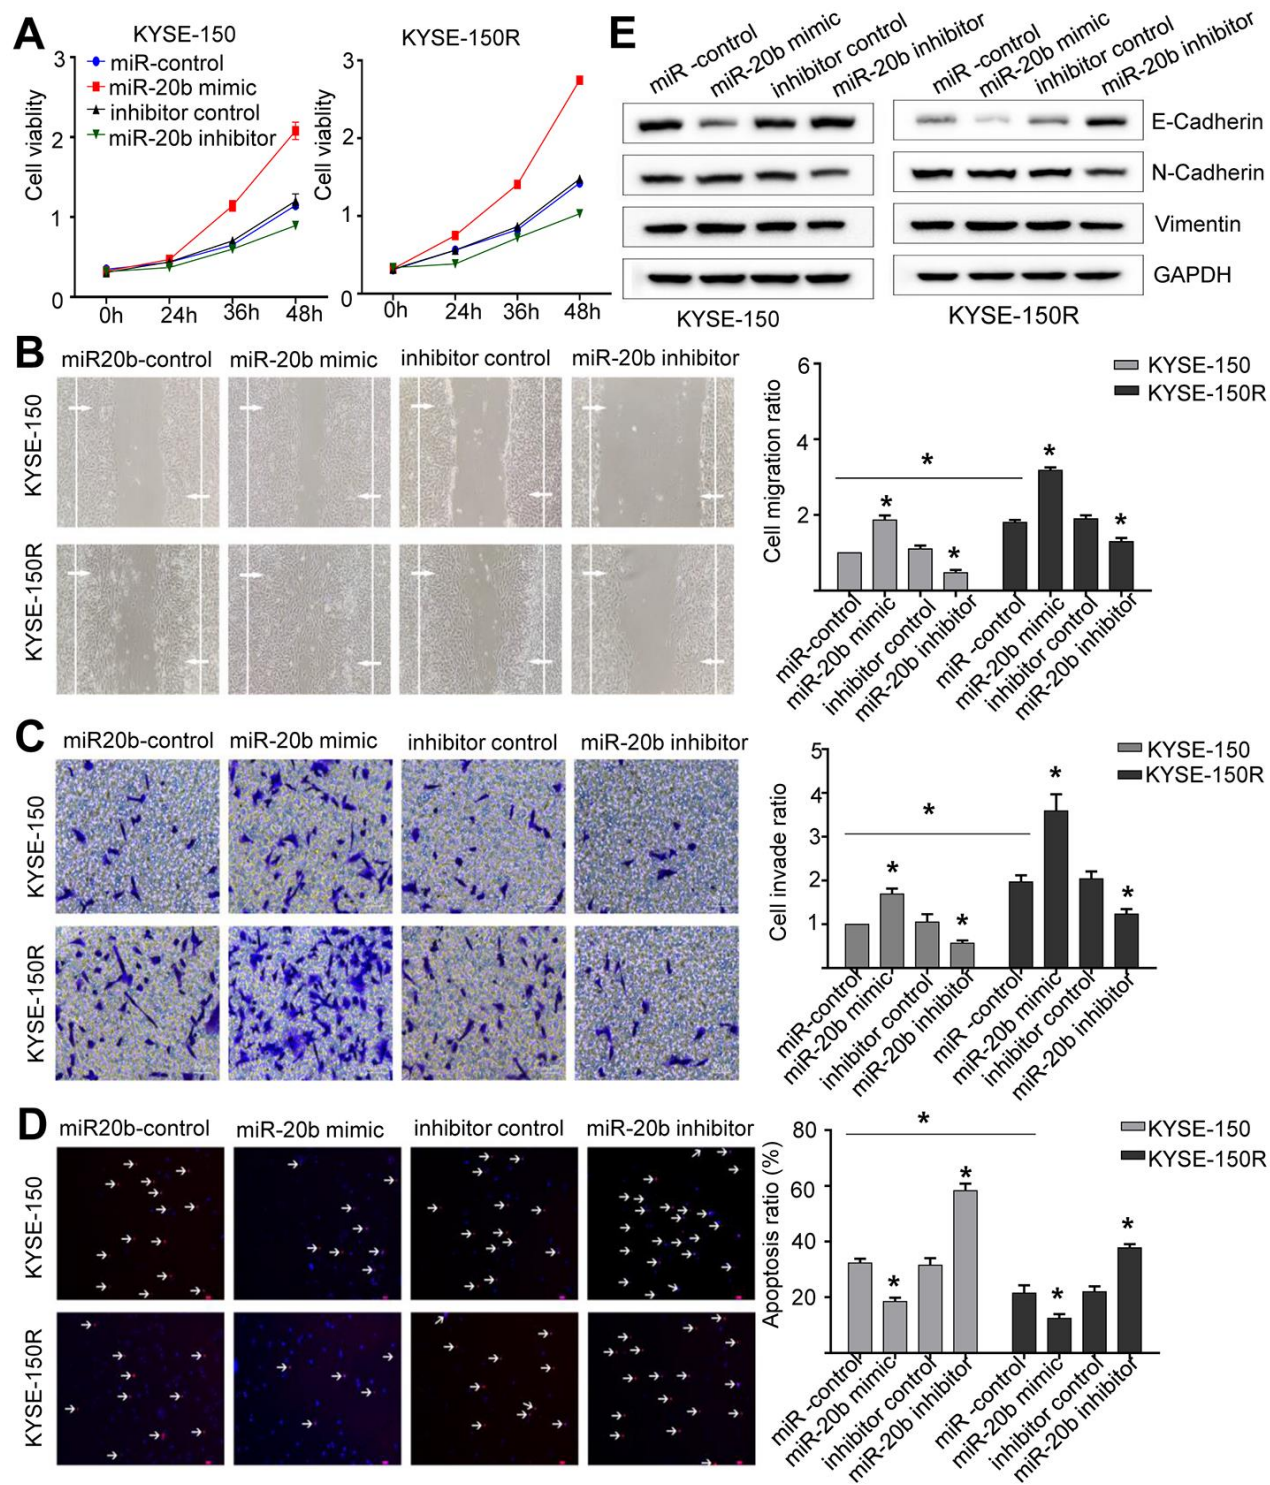 A
KYSE-150
3
2
1
0
Cell viablity
miR-control
miR-20b mimic
inhibitor control
miR-20b inhibitor
0h
24h
36h
48h
KYSE-150R
3
2
1
0
Cell viablity
0h
24h
36h
48h
E
miR -control
miR-20b mimic
inhibitor control
miR-20b inhibitor
miR -control
miR-20b mimic
inhibitor control
miR-20b inhibitor
E-Cadherin
N-Cadherin
Vimentin
GAPDH
KYSE-150
KYSE-150R
B
miR20b-control
miR-20b mimic
inhibitor control
miR-20b inhibitor
KYSE-150
KYSE-150R
Cell migration ratio
6
4
2
*
*
*
*
*
KYSE-150
KYSE-150R
miR-control
miR-20b mimic
inhibitor control
miR-20b inhibitor
miR -control
miR-20b mimic
inhibitor control
miR-20b inhibitor
C
miR20b-control
miR-20b mimic
inhibitor control
miR-20b inhibitor
KYSE-150
KYSE-150R
Cell invade ratio
5
4
3
2
1
*
*
*
*
*
KYSE-150
KYSE-150R
miR-control
miR-20b mimic
inhibitor control
miR-20b inhibitor
miR -control
miR-20b mimic
inhibitor control
miR-20b inhibitor
D
miR20b-control
miR-20b mimic
inhibitor control
miR-20b inhibitor
KYSE-150
KYSE-150R
Apoptosis ratio (%)
80
60
40
20
*
*
*
*
*
KYSE-150
KYSE-150R
miR -control
miR-20b mimic
inhibitor control
miR-20b inhibitor
miR -control
miR-20b mimic
inhibitor control
miR-20b inhibitor